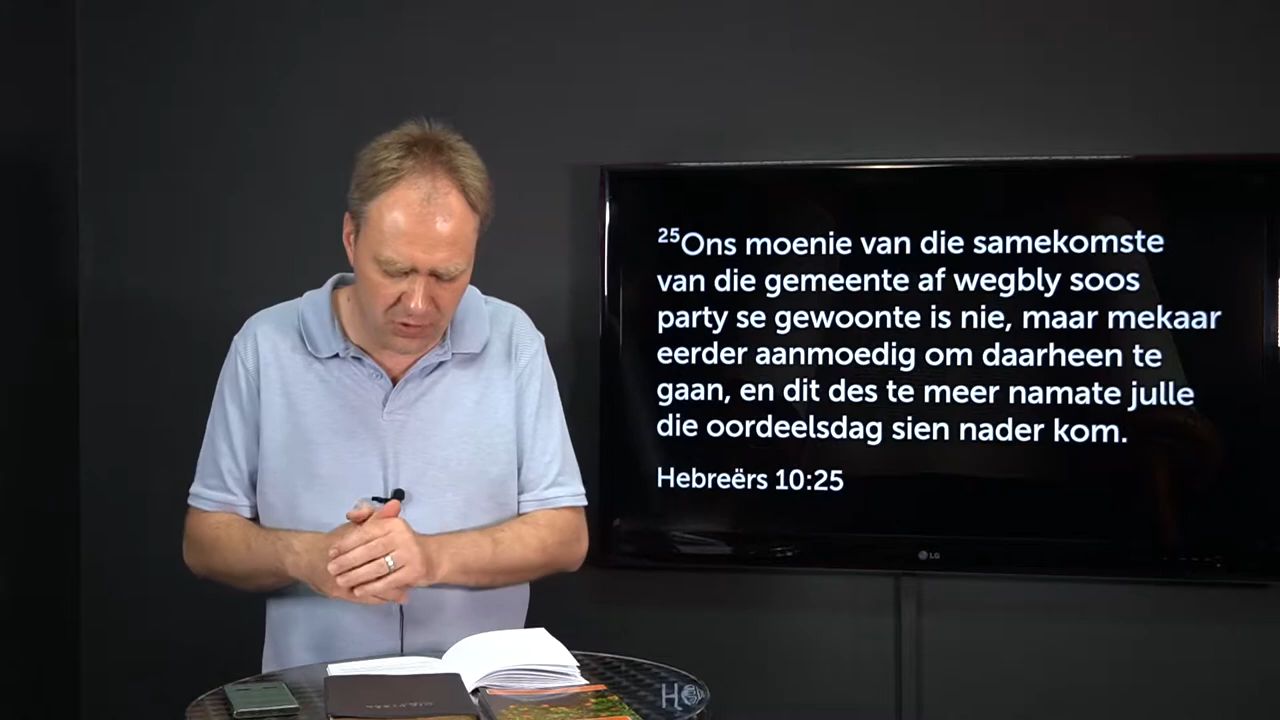 ²⁵Ons moenie van die samekomste
van die gemeente af wegbly soos
party se gewoonte is nie, maar mekaar
eerder aanmoedig om daarheen te
gaan, en dit des te meer namate julle
die oordeelsdag sien nader kom.
Hebreërs 10:25
LG